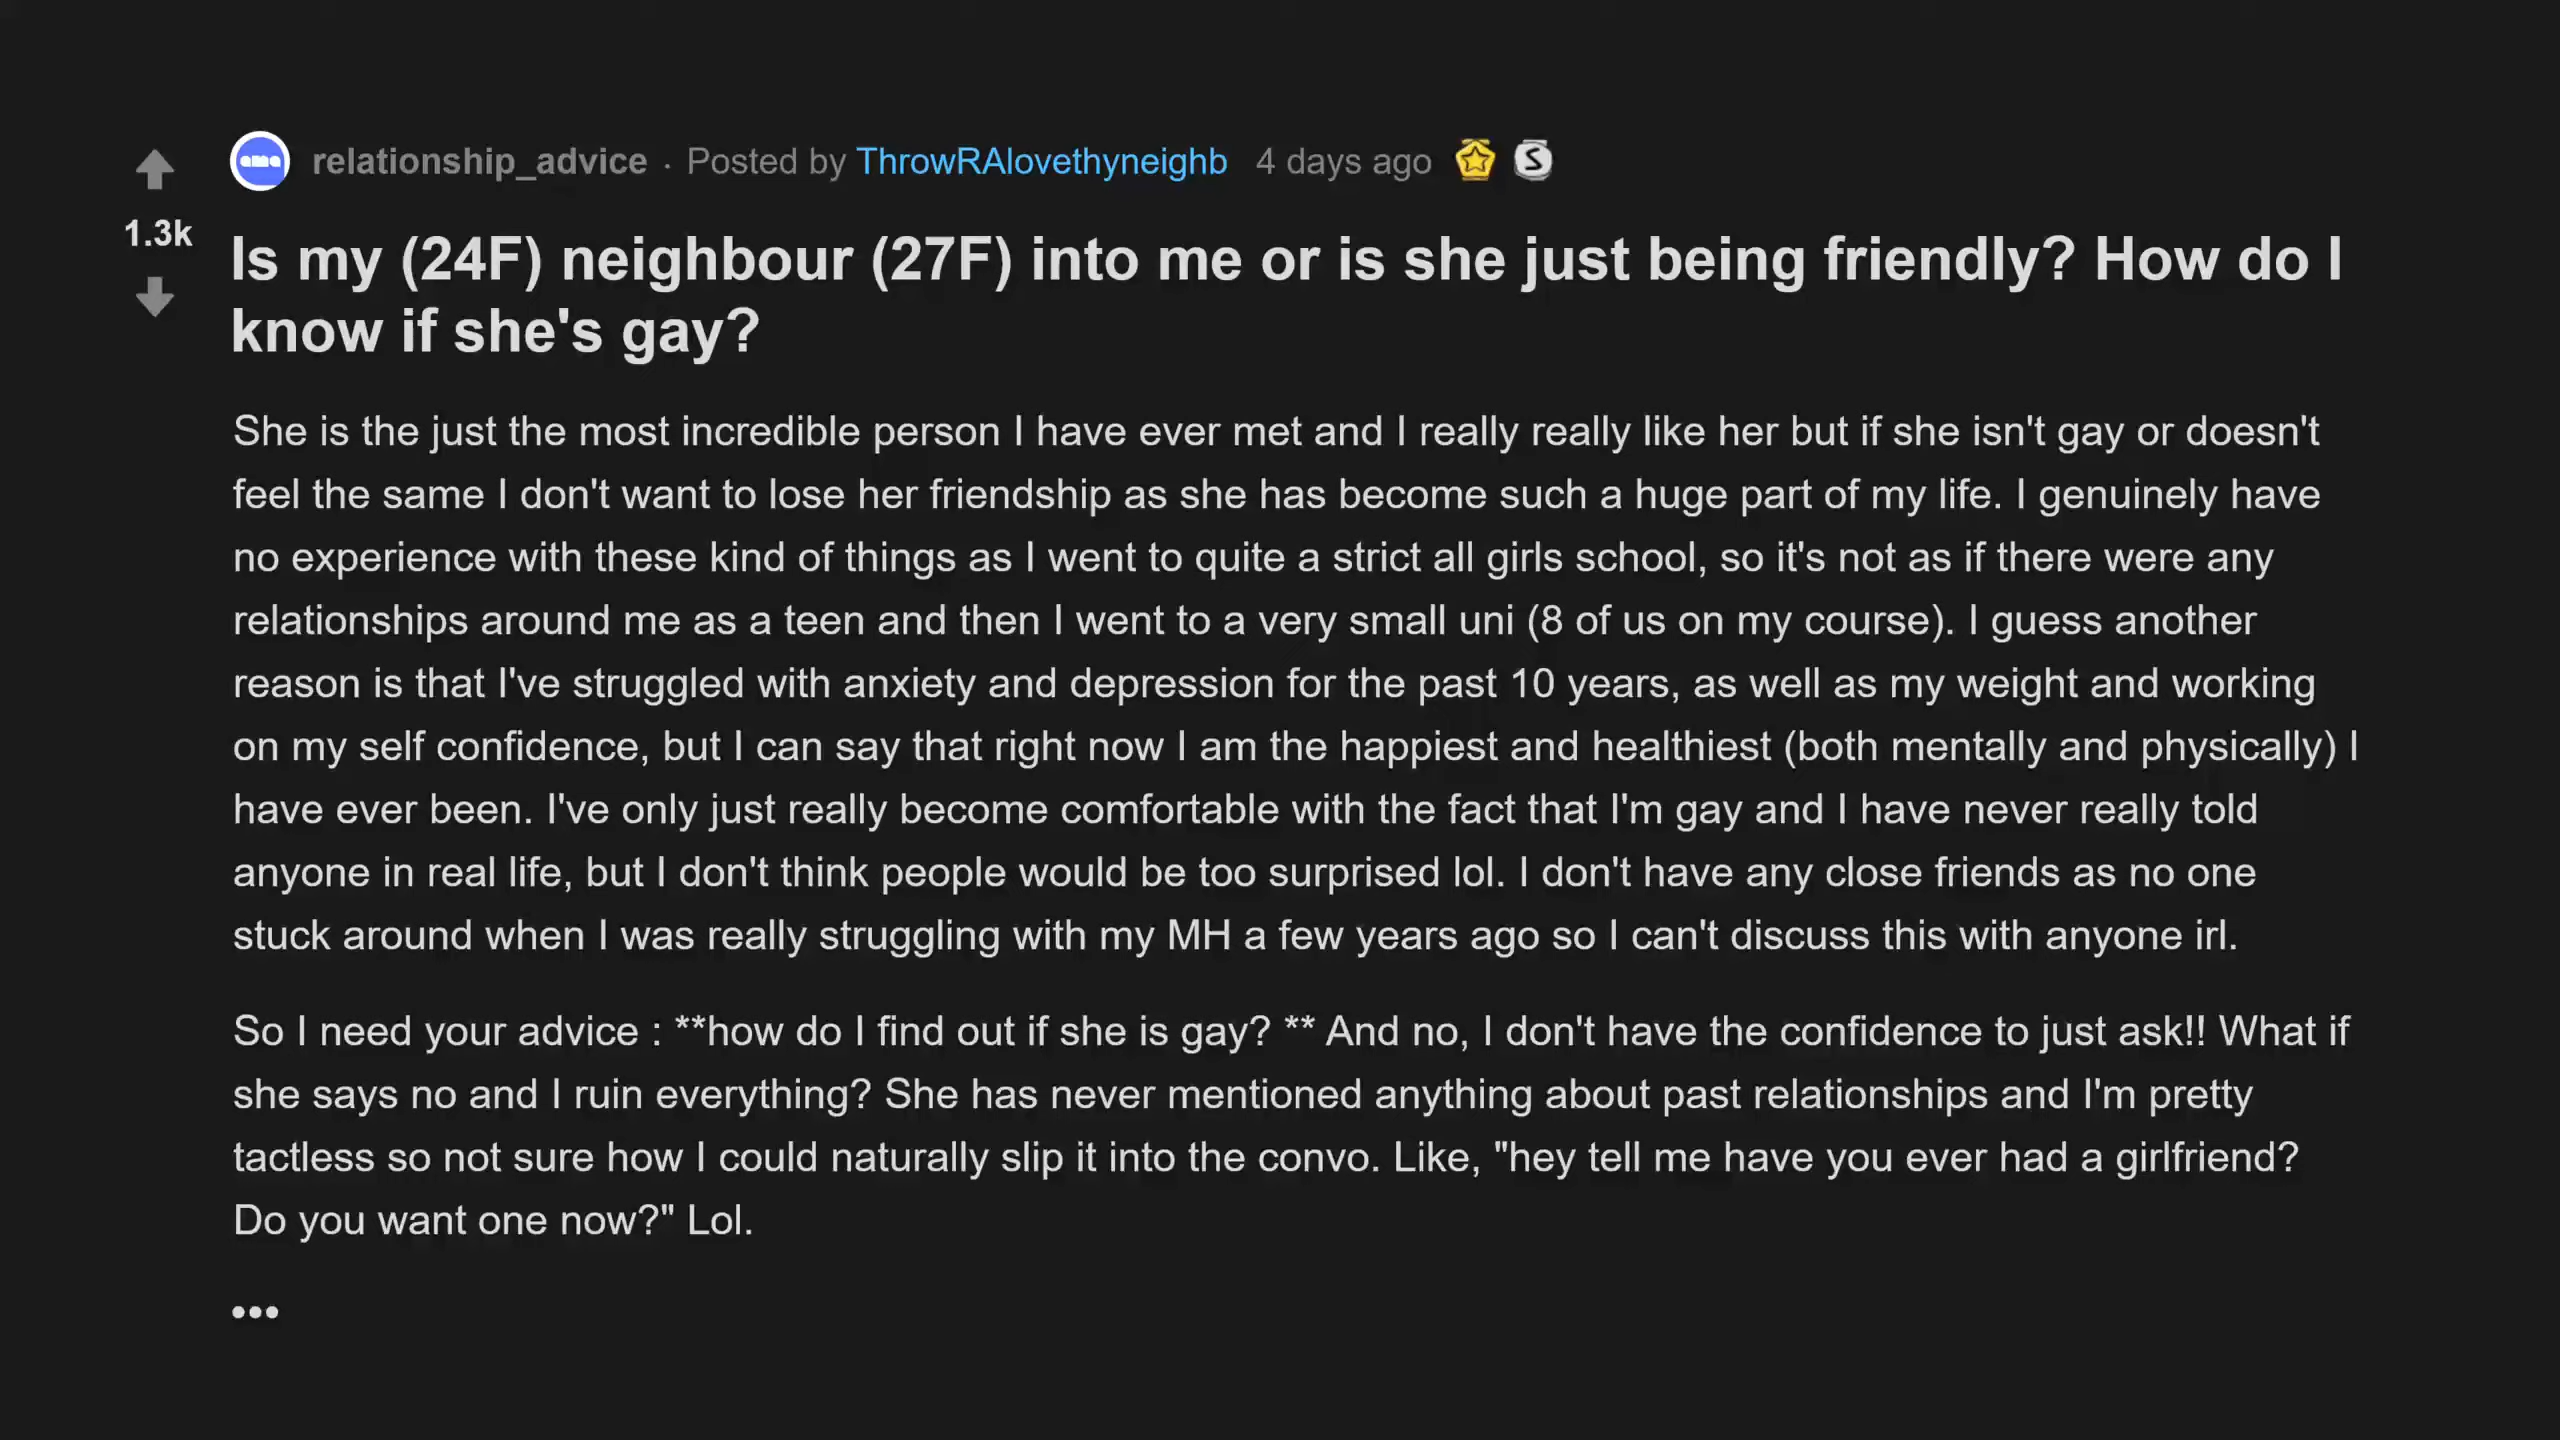 relationship_advice · Posted by ThrowRAlovethyneighb 4 days ago
1.3k
Is my (24F) neighbour (27F) into me or is she just being friendly? How do I
know if she's gay?
She is the just the most incredible person I have ever met and I really really like her but if she isn't gay or doesn't
feel the same I don't want to lose her friendship as she has become such a huge part of my life. I genuinely have
no experience with these kind of things as I went to quite a strict all girls school, so it's not as if there were any
relationships around me as a teen and then I went to a very small uni (8 of us on my course). I guess another
reason is that I've struggled with anxiety and depression for the past 10 years, as well as my weight and working
on my self confidence, but I can say that right now I am the happiest and healthiest (both mentally and physically) I
have ever been. I've only just really become comfortable with the fact that I'm gay and I have never really told
anyone in real life, but I don't think people would be too surprised lol. I don't have any close friends as no one
stuck around when I was really struggling with my MH a few years ago so I can't discuss this with anyone irl.
So I need your advice : **how do I find out if she is gay? ** And no, I don't have the confidence to just ask!! What if
she says no and I ruin everything? She has never mentioned anything about past relationships and I'm pretty
tactless so not sure how I could naturally slip it into the convo. Like, "hey tell me have you ever had a girlfriend?
Do you want one now?" Lol.
•••